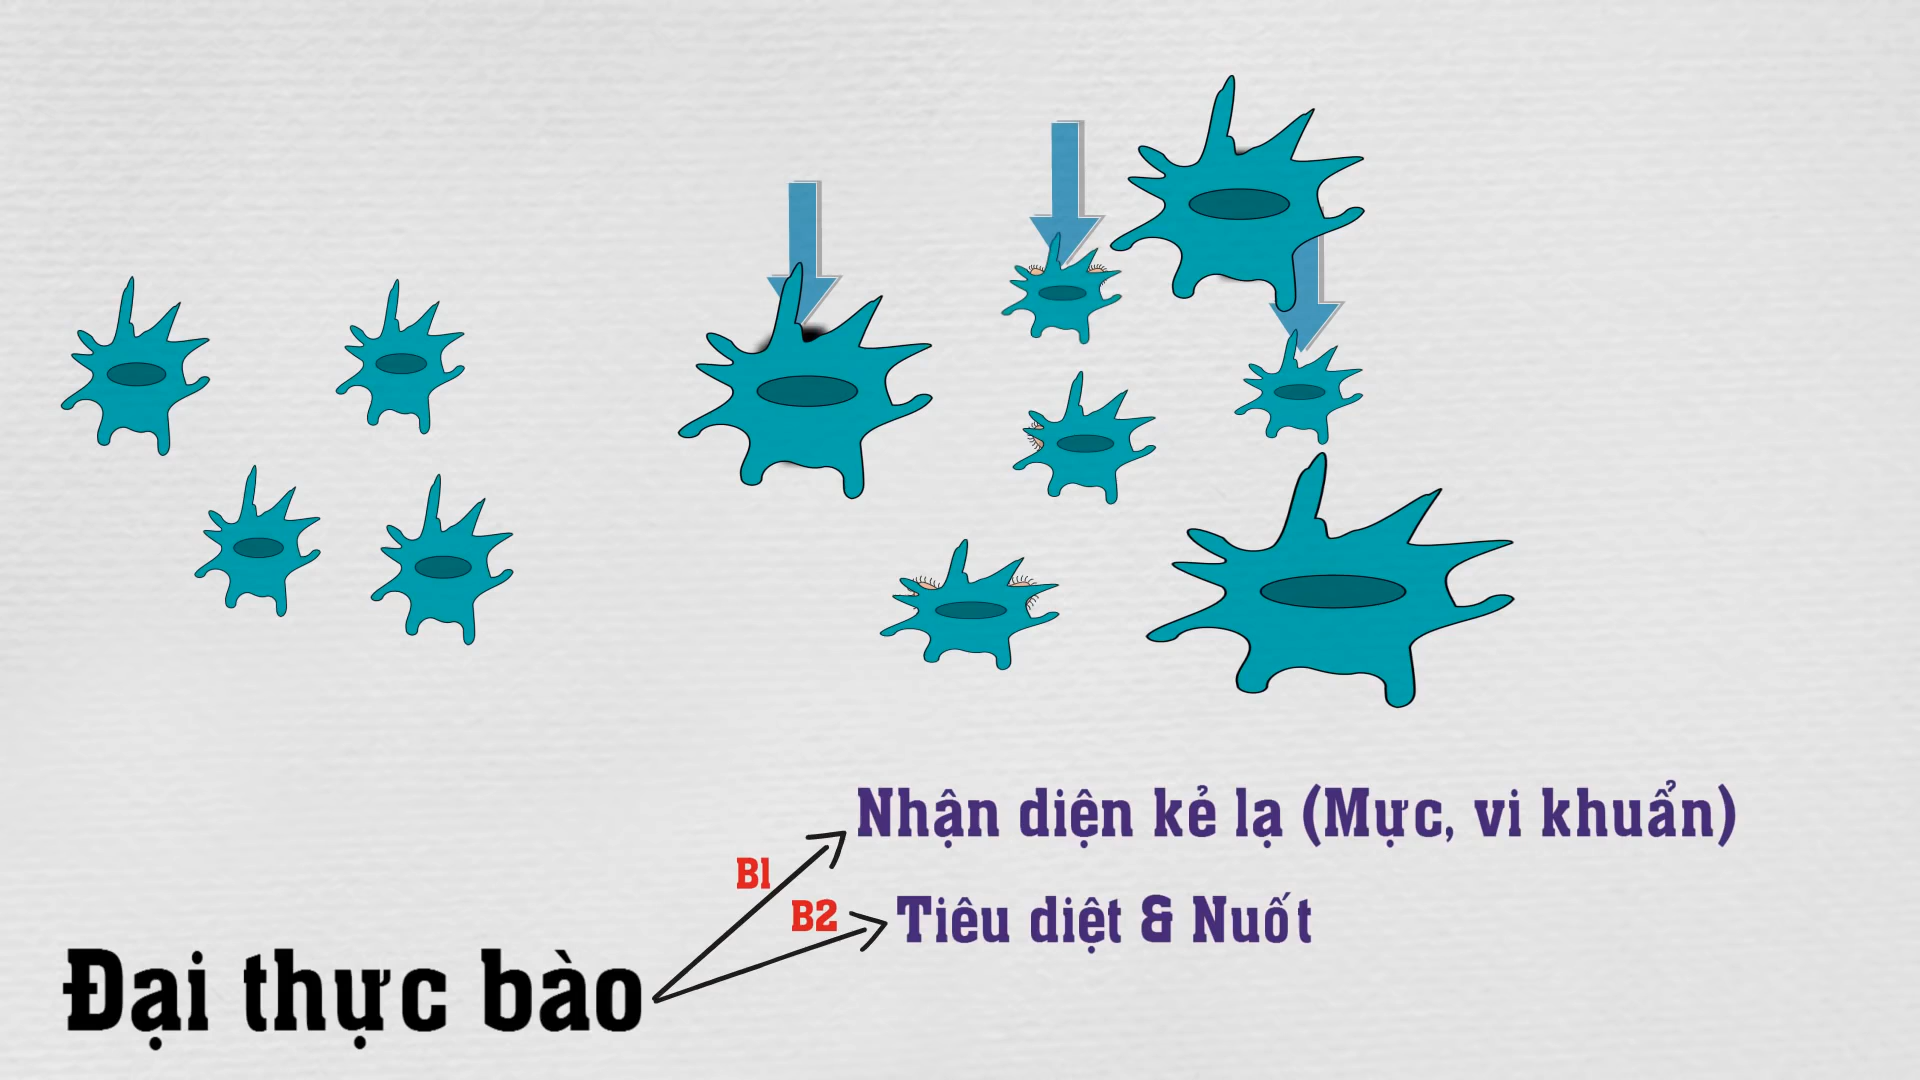 Nhận diện kẻ lạ (Mực, vi khuẩn)
B1
B2
Tiêu diệt & Nuốt
Đại thực bào